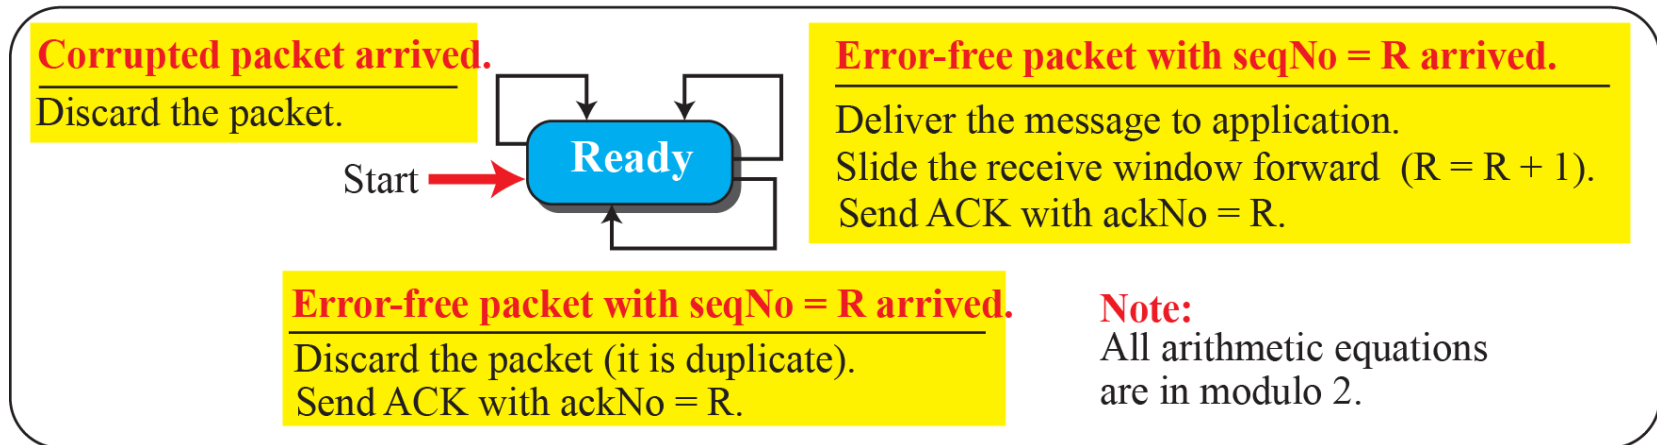 Corrupted packet arrived.
Discard the packet.
Start
Ready
Error-free packet with seqNo = R arrived.
Deliver the message to application.
Slide the receive window forward (R = R + 1).
Send ACK with ackNo = R.
Error-free packet with seqNo = R arrived.
Discard the packet (it is duplicate).
Send ACK with ackNo = R.
Note:
All arithmetic equations
are in modulo 2.